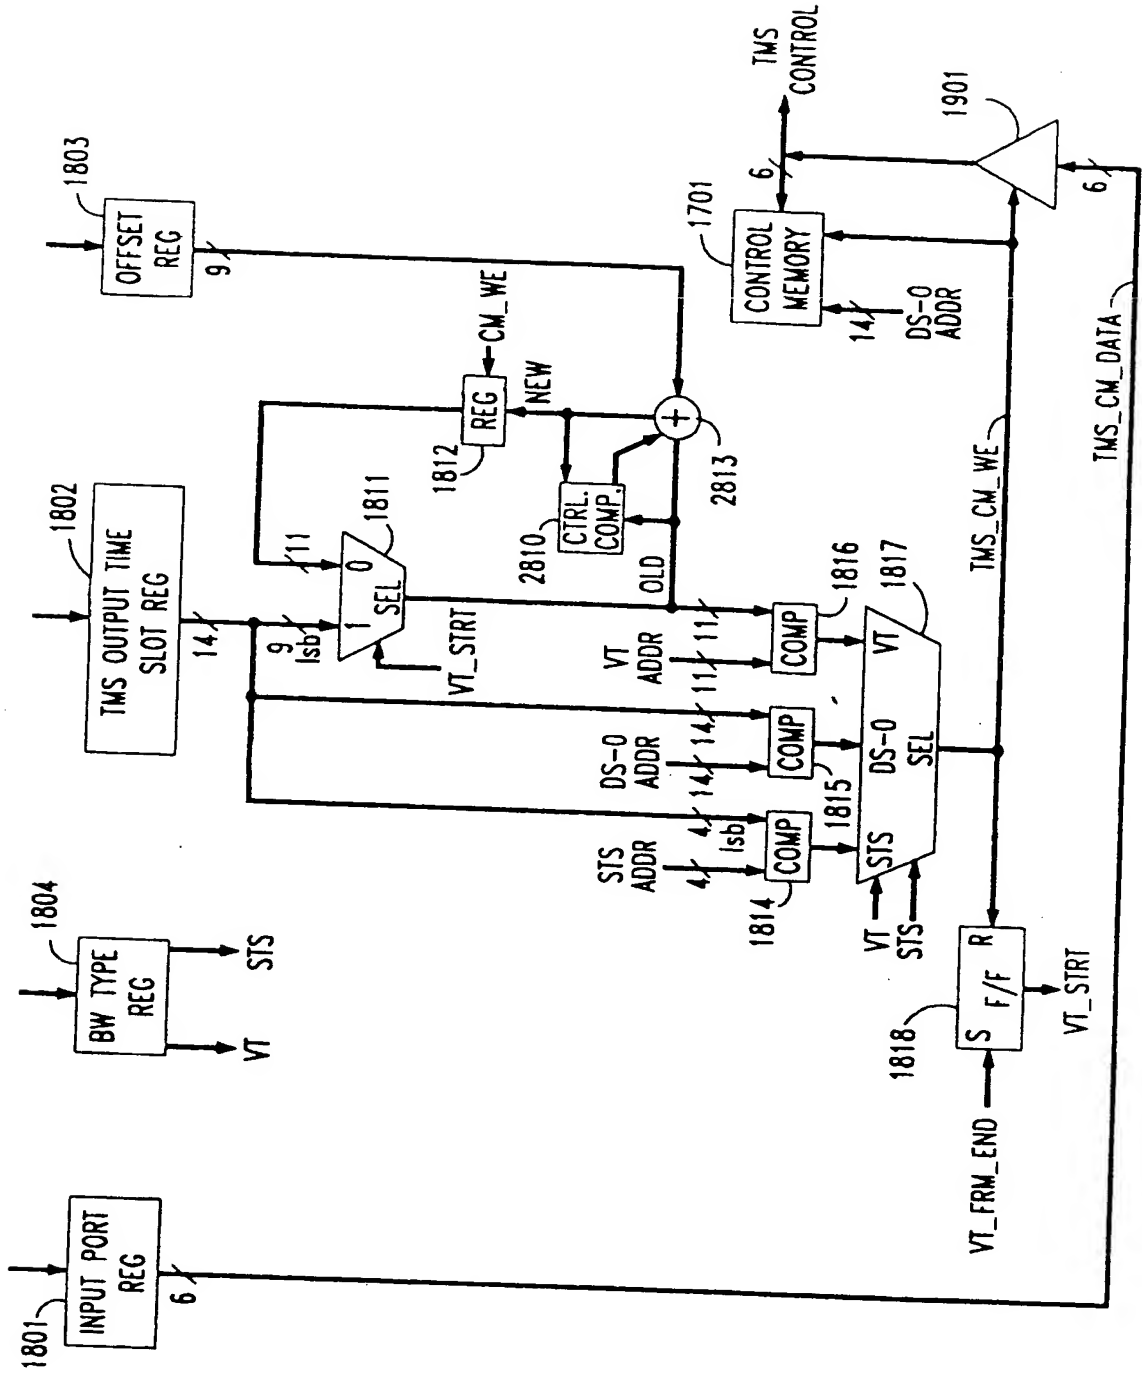 TMS
CONTROL
1803
OFFSET
REG
9
6
1901
1701
CONTROL
MEMORY
14
DS-0
ADDR
6
1802
TMS OUTPUT TIME
SLOT REG
14
CM_WE
REG
1812
NEW
+
2813
11
9
lsb
0
1
SEL
1811
VT_STRT
CTRL.
COMP.
2810
OLD
TMS_CM_WE
TMS_CM_DATA
VT
ADDR
11
11
COMP
1816
DS-0
ADDR
14
14
COMP
1815
STS
ADDR
4
4
lsb
COMP
1814
STS
DS-0
VT
SEL
1817
VT
STS
1804
BW TYPE
REG
VT
STS
1818
S
R
F/F
VT_STRT
VT_FRM_END
1801
INPUT PORT
REG
6